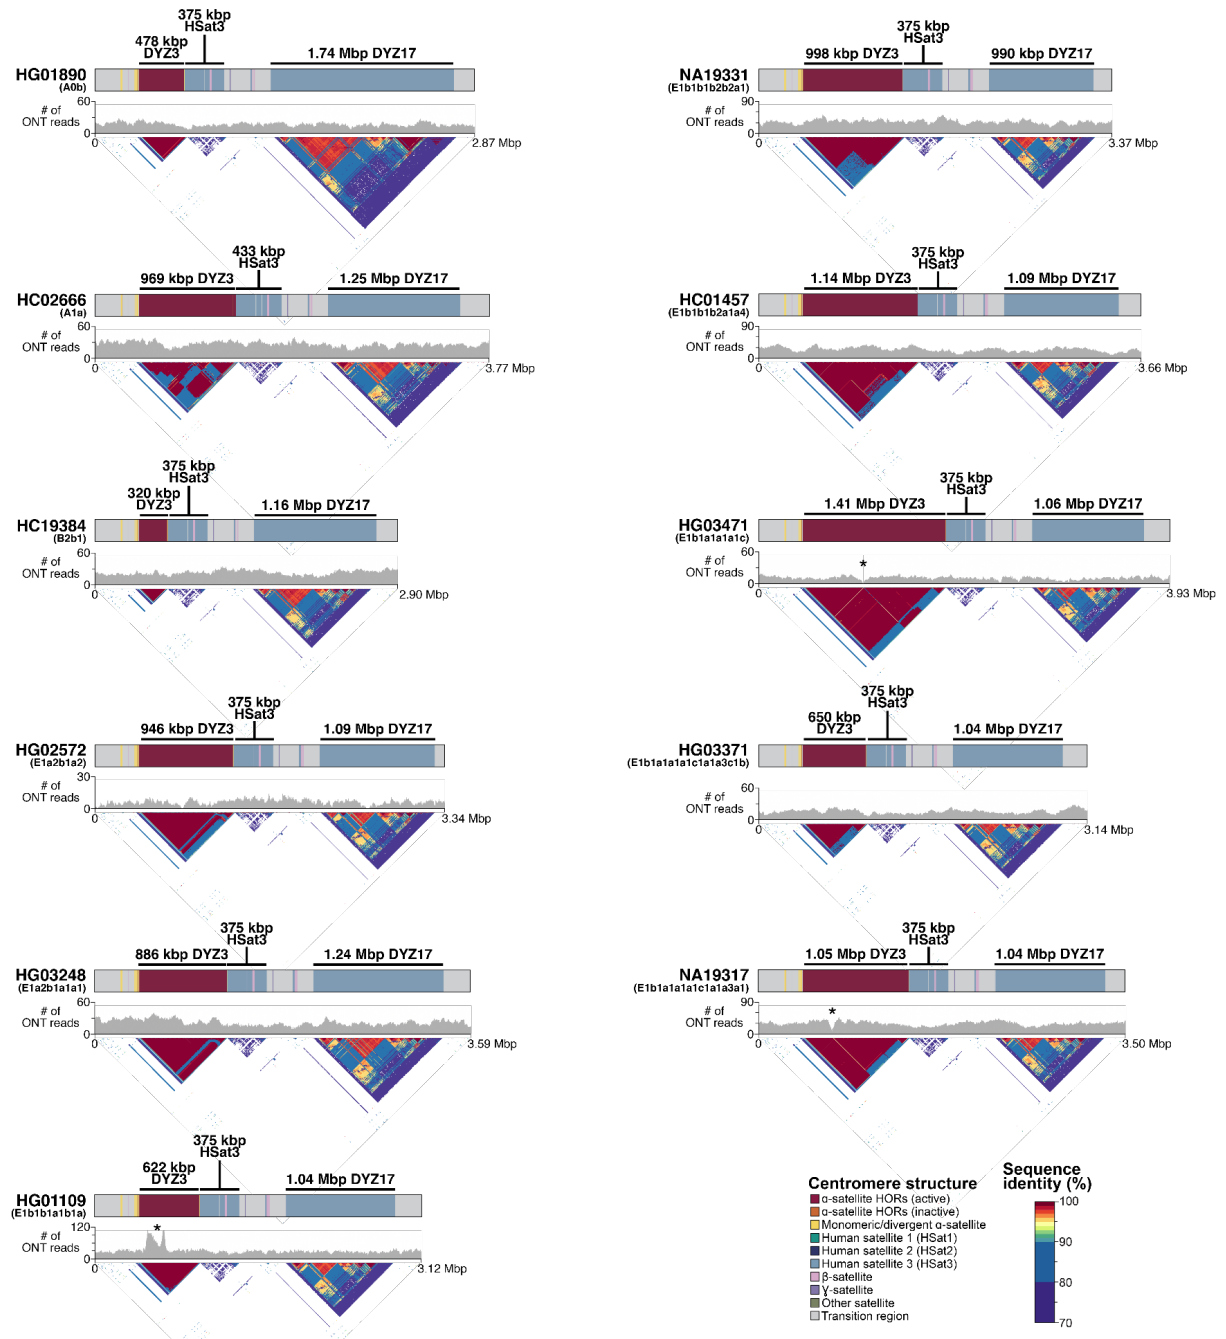 375 kbp
HSat3
478 kbp
DYZ3
1.74 Mbp DYZ17
HG01890
(A0b)
60
# of
ONT reads
0
0
2.87 Mbp
433 kbp
HSat3
969 kbp DYZ3
1.25 Mbp DYZ17
HC02666
(A1a)
60
# of
ONT reads
0
0
3.77 Mbp
375 kbp
HSat3
320 kbp
DYZ3
1.16 Mbp DYZ17
HC19384
(B2b1)
60
# of
ONT reads
0
0
2.90 Mbp
375 kbp
HSat3
946 kbp DYZ3
1.09 Mbp DYZ17
HG02572
(E1a2b1a2)
30
# of
ONT reads
0
0
3.34 Mbp
375 kbp
HSat3
886 kbp DYZ3
1.24 Mbp DYZ17
HG03248
(E1a2b1a1a1)
60
# of
ONT reads
0
0
3.59 Mbp
375 kbp
HSat3
622 kbp
DYZ3
1.04 Mbp DYZ17
HG01109
(E1b1b1a1b1a)
120
*
# of
ONT reads
0
0
3.12 Mbp
375 kbp
HSat3
998 kbp DYZ3
990 kbp DYZ17
NA19331
(E1b1b1b2b2a1)
90
# of
ONT reads
0
0
3.37 Mbp
375 kbp
HSat3
1.14 Mbp DYZ3
1.09 Mbp DYZ17
HC01457
(E1b1b1b2a1a4)
90
# of
ONT reads
0
0
3.66 Mbp
375 kbp
HSat3
1.41 Mbp DYZ3
1.06 Mbp DYZ17
HG03471
(E1b1a1a1a1c)
60
*
# of
ONT reads
0
0
3.93 Mbp
375 kbp
HSat3
650 kbp
DYZ3
1.04 Mbp DYZ17
HG03371
(E1b1a1a1a1c1a1a3c1b)
60
# of
ONT reads
0
0
3.14 Mbp
375 kbp
HSat3
1.05 Mbp DYZ3
1.04 Mbp DYZ17
NA19317
(E1b1a1a1a1c1a1a3a1)
90
*
# of
ONT reads
0
0
3.50 Mbp
Centromere structure
α-satellite HORs (active)
α-satellite HORs (inactive)
Monomeric/divergent α-satellite
Human satellite 1 (HSat1)
Human satellite 2 (HSat2)
Human satellite 3 (HSat3)
β-satellite
Ɣ-satellite
Other satellite
Transition region
Sequence
identity (%)
100
90
80
70